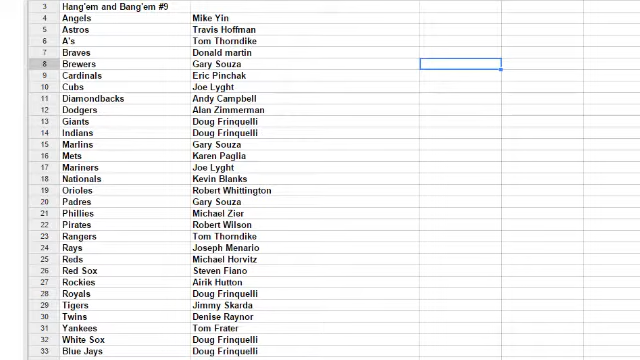 3 Hang'em and Bang'em #9
4 Angels Mike Yin
5 Astros Travis Hoffman
6 A's Tom Thordike
7 Braves Donald martin
8 Brewers Gary Souza
9 Cardinals Eric Pinchak
10 Cubs Joe Lyght
11 Diamondbacks Andy Campbell
12 Dodgers Alan Zimmerman
13 Giants Doug Frinquelli
14 Indians Doug Frinquelli
15 Marlins Gary Souza
16 Mets Karen Paglia
17 Mariners Joe Lyght
18 Nationals Kevin Blanks
19 Orioles Robert Whittington
20 Padres Gary Souza
21 Phillies Michael Zier
22 Pirates Robert Wilson
23 Rangers Tom Thordike
24 Rays Joseph Menario
25 Reds Michael Horvitz
26 Red Sox Steven Fiano
27 Rockies Airik Hutton
28 Royals Doug Frinquelli
29 Tigers Jimmy Skarda
30 Twins Denise Raynor
31 Yankees Tom Frater
32 White Sox Doug Frinquelli
33 Blue Jays Doug Frinquelli